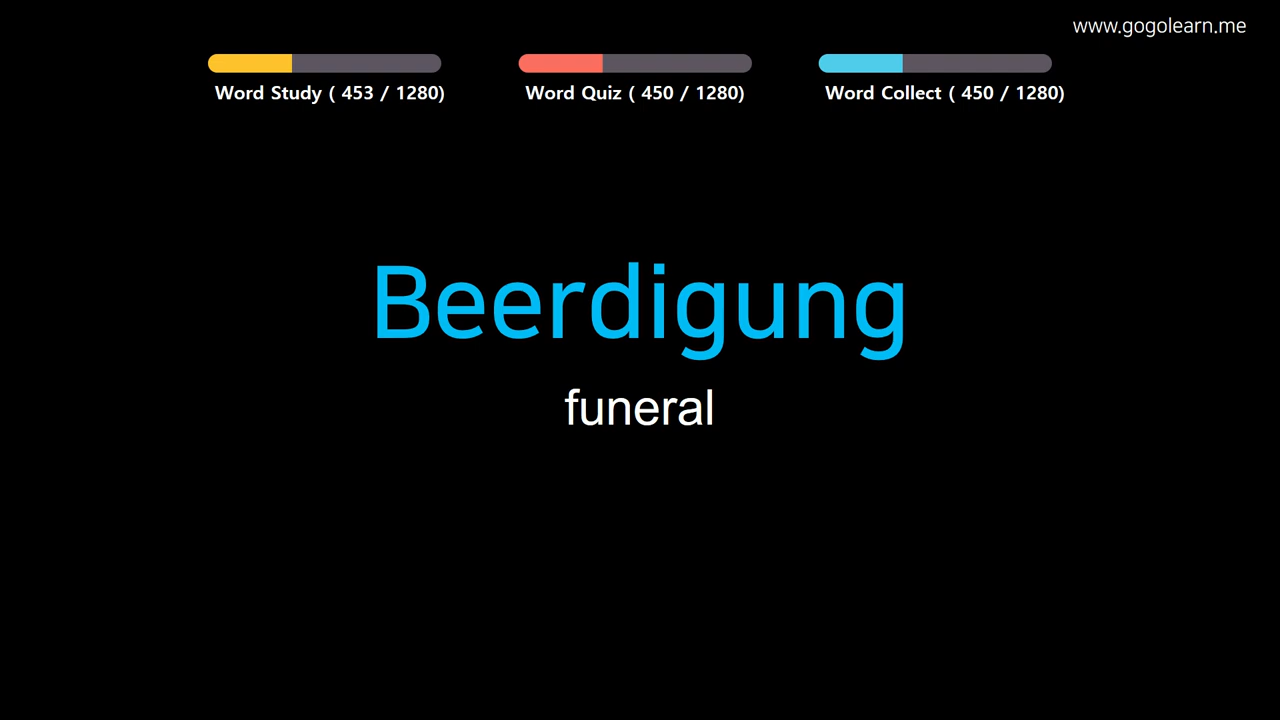 www.gogolearn.me
Word Study ( 453 / 1280)
Word Quiz ( 450 / 1280)
Word Collect ( 450 / 1280)
Beerdigung
funeral